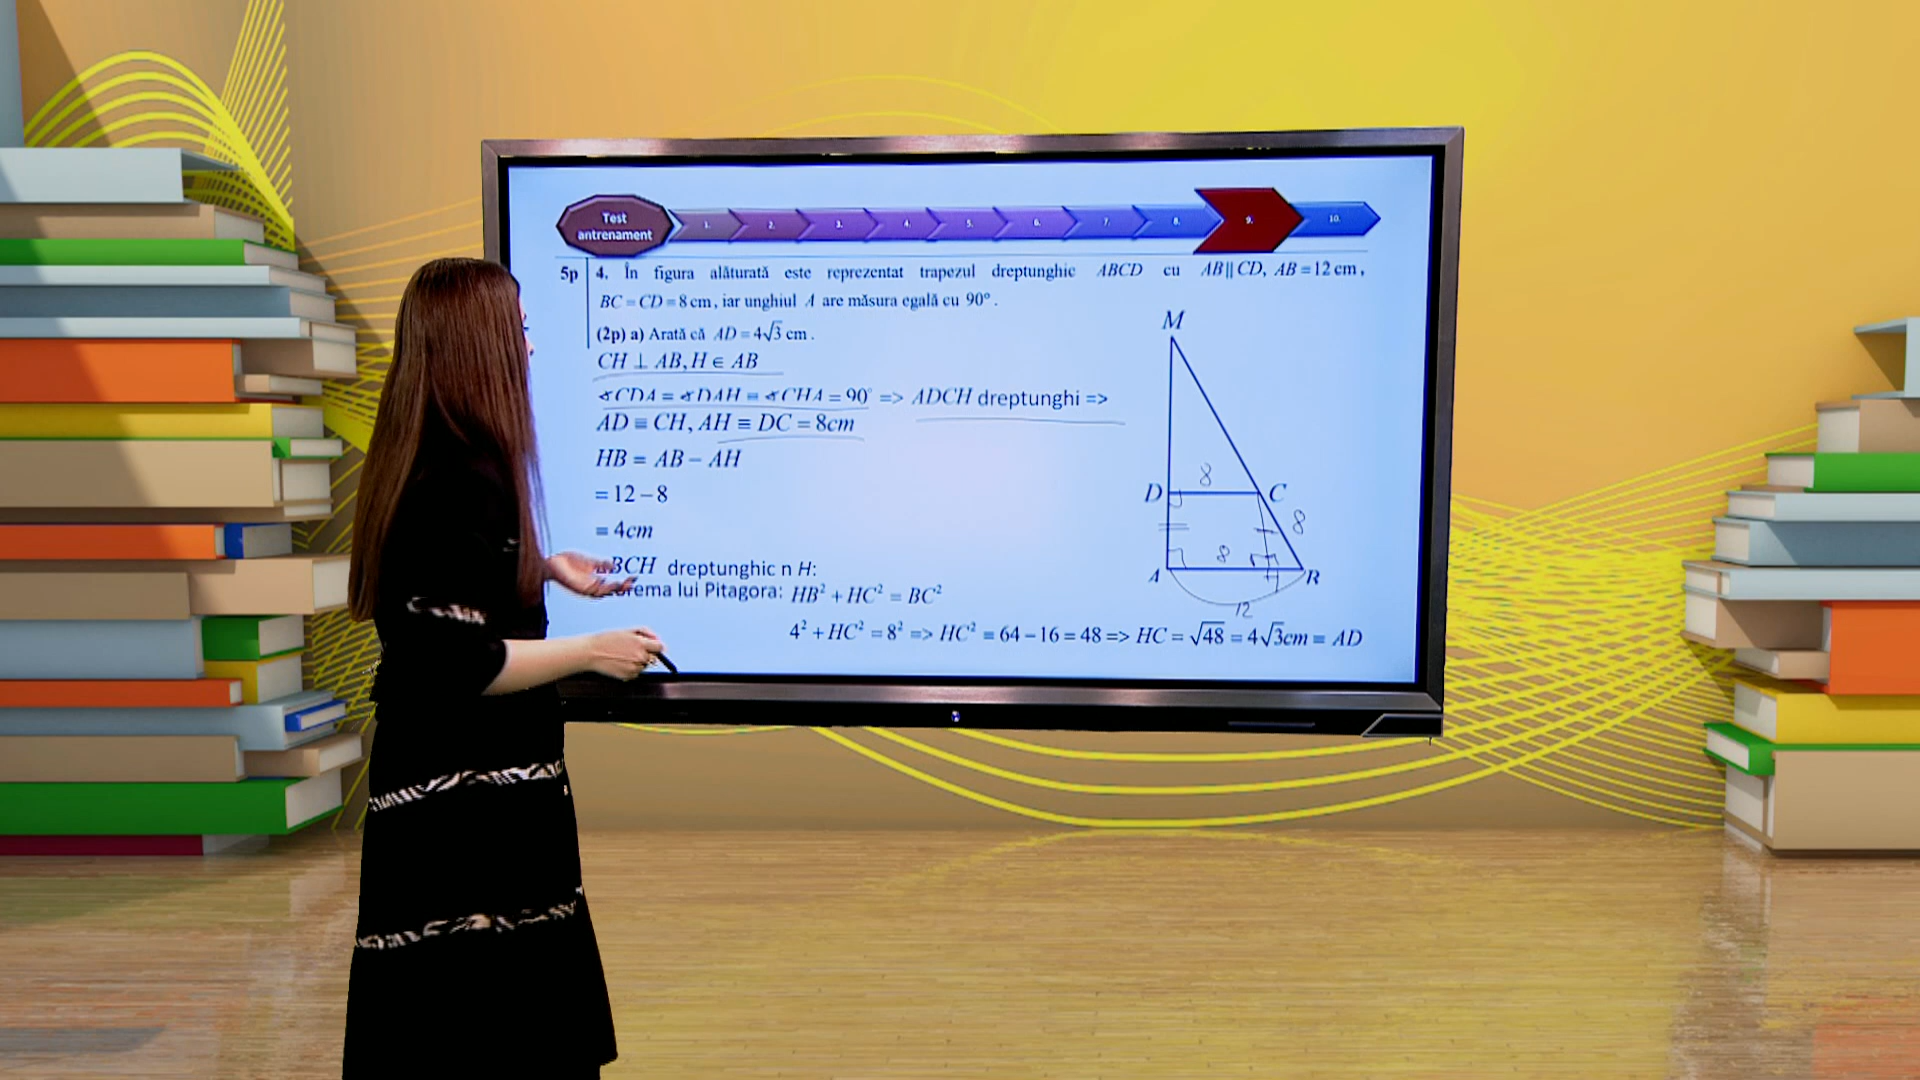 Test
antrenament
1. 2. 3. 4. 5. 6. 7. 8. 9. 10.
5p 4. În figura alăturată este reprezentat trapezul dreptunghic ABCD cu AB || CD, AB = 12 cm,
BC = CD = 8 cm, iar unghiul A are măsura egală cu 90°.
(2p) a) Arată că AD = 4√3 cm.
CH ⊥ AB, H ∈ AB
∢CDA ≡ ∢DAH ≡ ∢CHA = 90° => ADCH dreptunghi =>
AD ≡ CH, AH ≡ DC = 8cm
HB = AB − AH
= 12 − 8
= 4cm
BCH dreptunghic n H:
lui Pitagora: HB² + HC² = BC²
4² + HC² = 8² => HC² = 64 − 16 = 48 => HC = √48 = 4√3cm = AD
M
8
D C
8
8
A H B
12